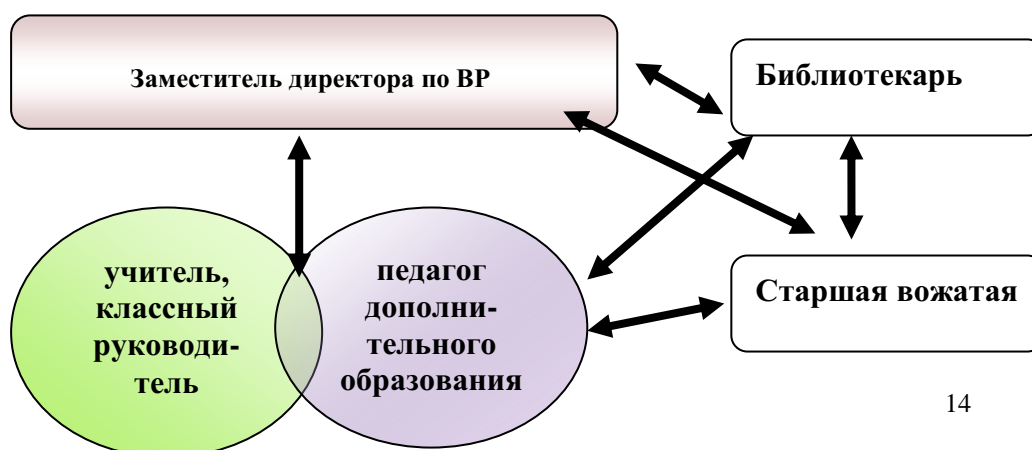 Заместитель директора по ВР
Библиотекарь
учитель,
классный
руководи-
тель
педагог
дополни-
тельного
образования
Старшая вожатая
14